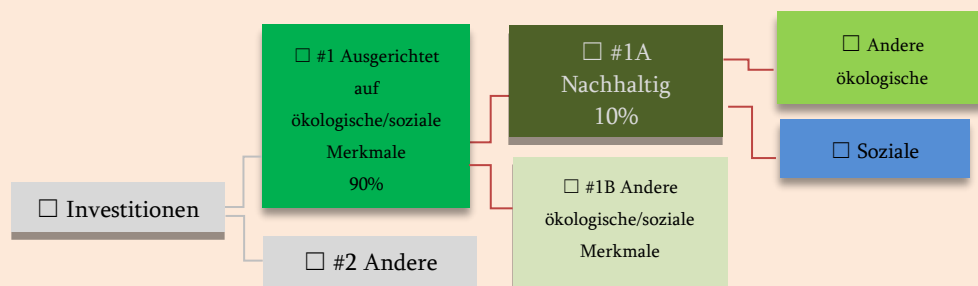 ☐ Investitionen
☐ #1 Ausgerichtet
auf
ökologische/soziale
Merkmale
90%
☐ #2 Andere
☐ #1A
Nachhaltig
10%
☐ #1B Andere
ökologische/soziale
Merkmale
☐ Andere
ökologische
☐ Soziale